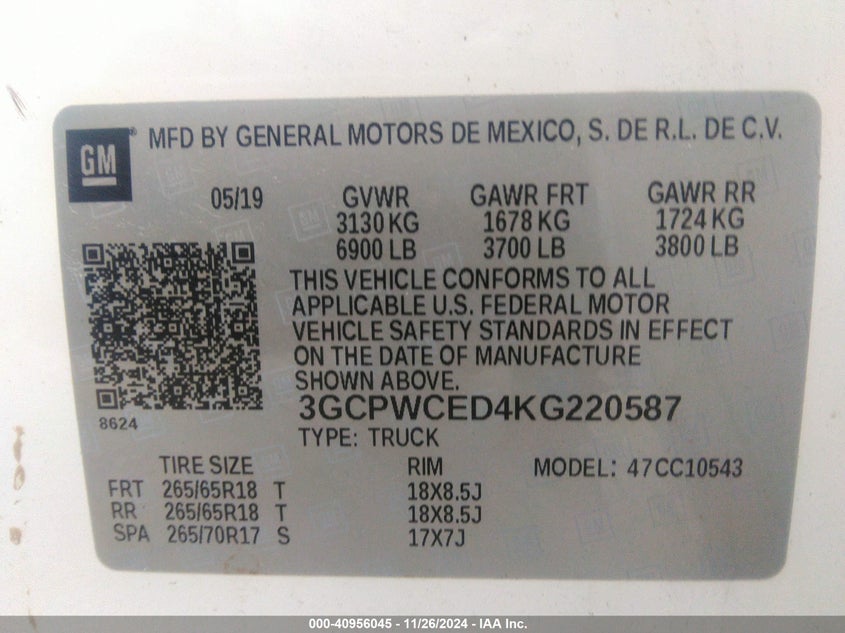 GM
MFD BY GENERAL MOTORS DE MEXICO, S. DE R.L. DE C.V.
05/19 GVWR GAWR FRT GAWR RR
3130 KG 1678 KG 1724 KG
6900 LB 3700 LB 3800 LB
THIS VEHICLE CONFORMS TO ALL
APPLICABLE U.S. FEDERAL MOTOR
VEHICLE SAFETY STANDARDS IN EFFECT
ON THE DATE OF MANUFACTURE
SHOWN ABOVE.
3GCPWCED4KG220587
8624
TYPE: TRUCK
TIRE SIZE RIM MODEL: 47CC10543
FRT 265/65R18 T 18X8.5J
RR 265/65R18 T 18X8.5J
SPA 265/70R17 S 17X7J
000-40956045 - 11/26/2024 - IAA Inc.